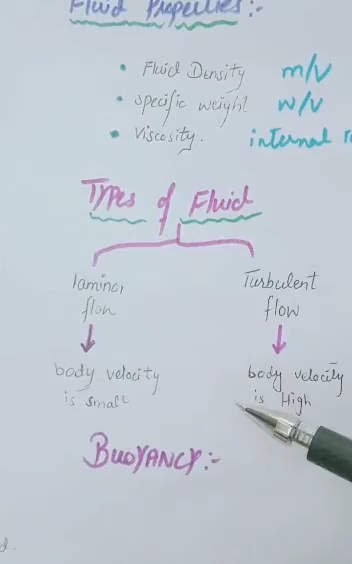 Fluid Properties:-
• Fluid Density m/V
• Specific weight w/V
• Viscosity. internal
Types of Fluid
laminar flow
Turbulent flow
body velocity is small
body velocity is High
BUOYANCY:-
d.